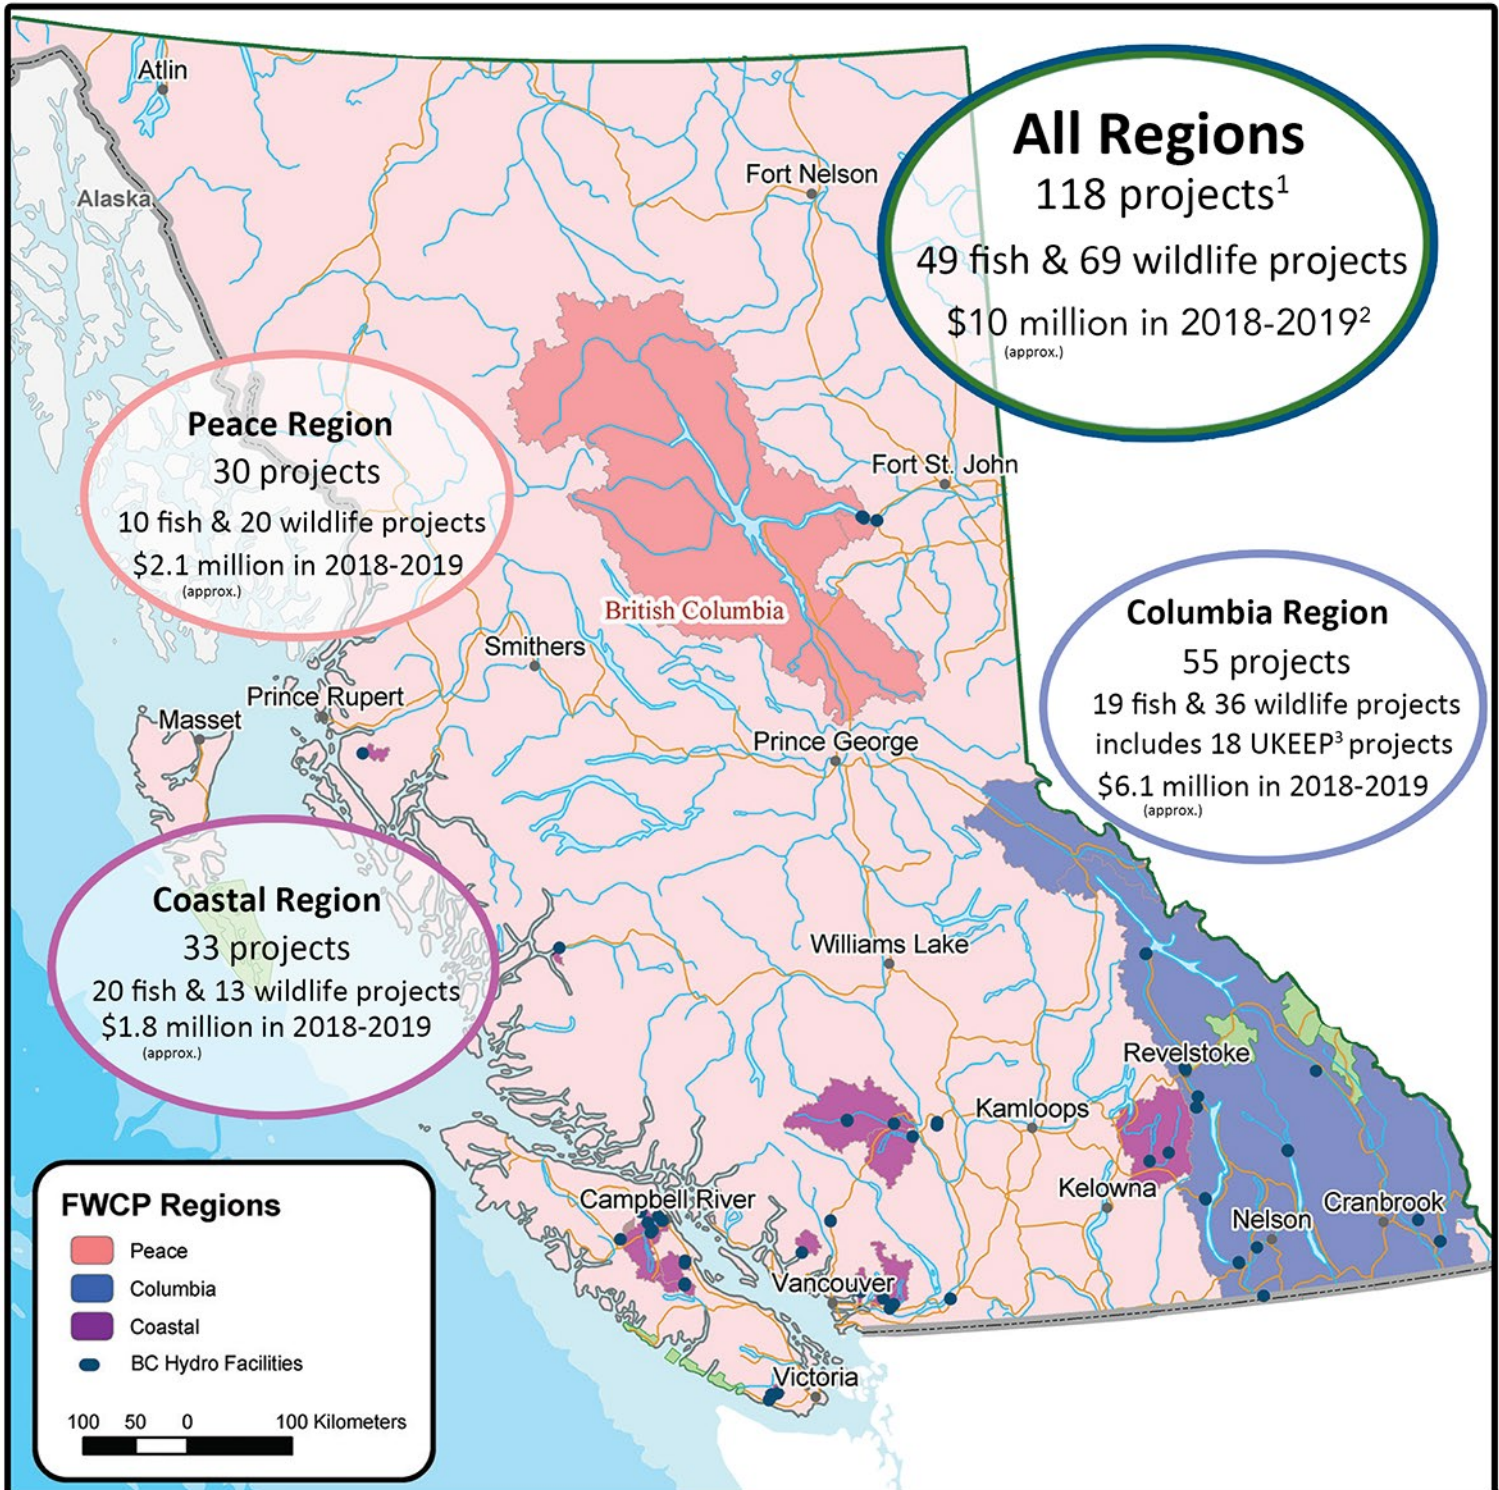 Atlin
Alaska
Fort Nelson
All Regions
118 projects¹
49 fish & 69 wildlife projects
$10 million in 2018-2019²
(approx.)
Peace Region
30 projects
10 fish & 20 wildlife projects
$2.1 million in 2018-2019
(approx.)
Fort St. John
British Columbia
Columbia Region
55 projects
19 fish & 36 wildlife projects
includes 18 UKEEP³ projects
$6.1 million in 2018-2019
(approx.)
Smithers
Prince Rupert
Masset
Prince George
Coastal Region
33 projects
20 fish & 13 wildlife projects
$1.8 million in 2018-2019
(approx.)
Williams Lake
Revelstoke
Kamloops
Kelowna
Campbell River
Cranbrook
Nelson
Vancouver
Victoria
FWCP Regions
Peace
Columbia
Coastal
BC Hydro Facilities
100 50 0 100 Kilometers